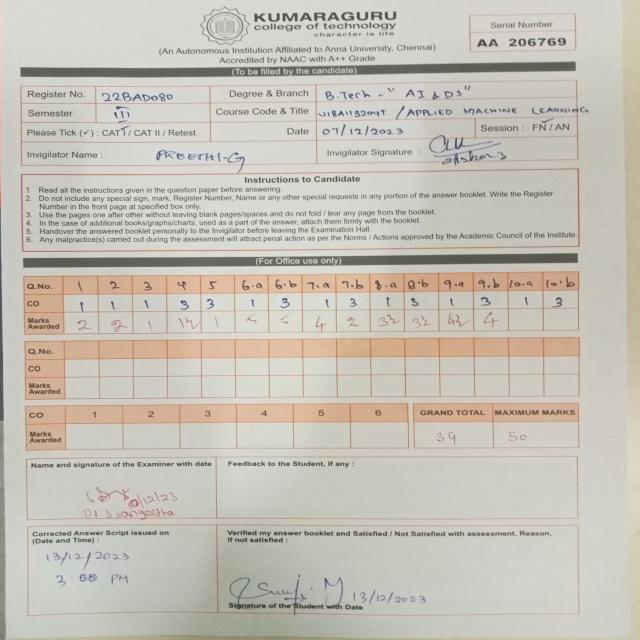 KUMARAGURU
college of technology
character is life
Serial Number
AA 206769
(An Autonomous Institution Affiliated to Anna University, Chennai)
Accredited by NAAC with A++ Grade
(To be filled by the candidate)
Register No. 22BAD080 Degree & Branch B.Tech - "AI & DS"
Semester III Course Code & Title U18AII3204T / APPLIED MACHINE LEARNING
Please Tick (✓) : CAT I / CAT II / Retest Date 07/12/2023 Session : FN / AN
Invigilator Name : PREETHI-G Invigilator Signature :
Instructions to Candidate
1 Read all the instructions given in the question paper before answering.
2. Do not include any special sign, mark, Register Number, Name or any other special requests in any portion of the answer booklet. Write the Register
Number in the front page at specified box only.
3 Use the pages one after other without leaving blank pages/spaces and do not fold / tear any page from the booklet.
4. In the case of additional books/graphs/charts, used as a part of the answer, attach them firmly with the booklet.
5. Handover the answered booklet personally to the Invigilator before leaving the Examination Hall.
6. Any malpractice(s) carried out during the assessment will attract penal action as per the Norms / Actions approved by the Academic Council of the Institute.
(For Office use only)
Q.No. 1 2 3 4 5 6.a 6.b 7.a 7.b 8.a 8.b 9.a 9.b 10.a 10.b
CO 1 1 1 3 3 1 3 1 3 1 3 1 3 1 3
Marks Awarded 2 2 1 1½ 1 4 2 3½ 3½ 4½ 4
Q.No.
CO
Marks Awarded
CO 1 2 3 4 5 6 GRAND TOTAL MAXIMUM MARKS
Marks Awarded 39 50
Name and signature of the Examiner with date Feedback to the Student, if any :
10/12/23
Dr. S. Sangeetha
Corrected Answer Script issued on
(Date and Time) :
Verified my answer booklet and Satisfied / Not Satisfied with assessment. Reason,
If not satisfied :
13/12/2023
3:00 PM
13/12/2023
Signature of the Student with Date